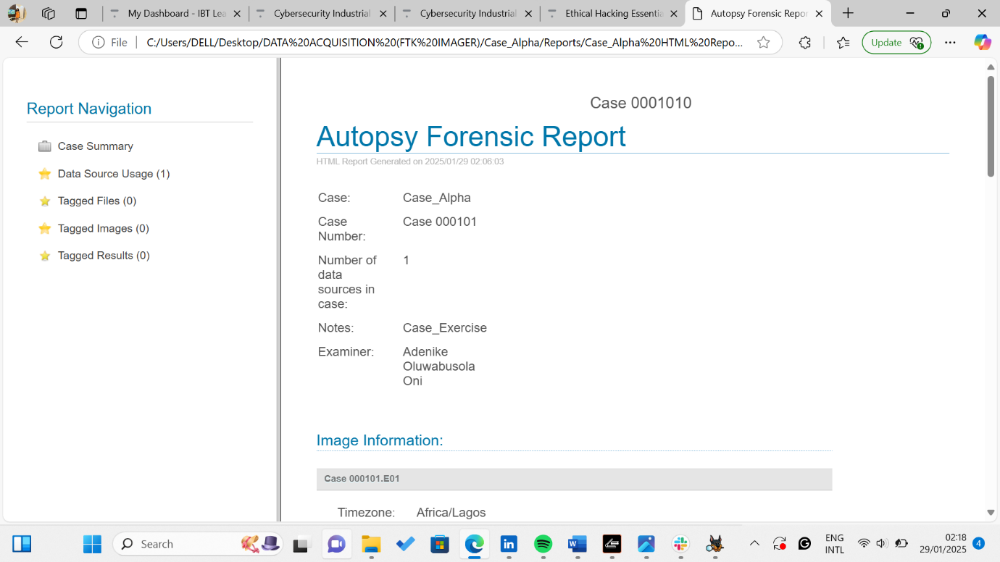 My Dashboard - IBT Lea
Cybersecurity Industrial
Cybersecurity Industrial
Ethical Hacking Essentia
Autopsy Forensic Repor
File
C:/Users/DELL/Desktop/DATA%20ACQUISITION%20(FTK%20IMAGER)/Case_Alpha/Reports/Case_Alpha%20HTML%20Repo...
Update
Report Navigation
Case Summary
Data Source Usage (1)
Tagged Files (0)
Tagged Images (0)
Tagged Results (0)
Case 0001010
Autopsy Forensic Report
HTML Report Generated on 2025/01/29 02:06:03
Case: Case_Alpha
Case Number: Case 000101
Number of data sources in case: 1
Notes: Case_Exercise
Examiner: Adenike Oluwabusola Oni
Image Information:
Case 000101.E01
Timezone: Africa/Lagos
Search
ENG
INTL
02:18
29/01/2025
4